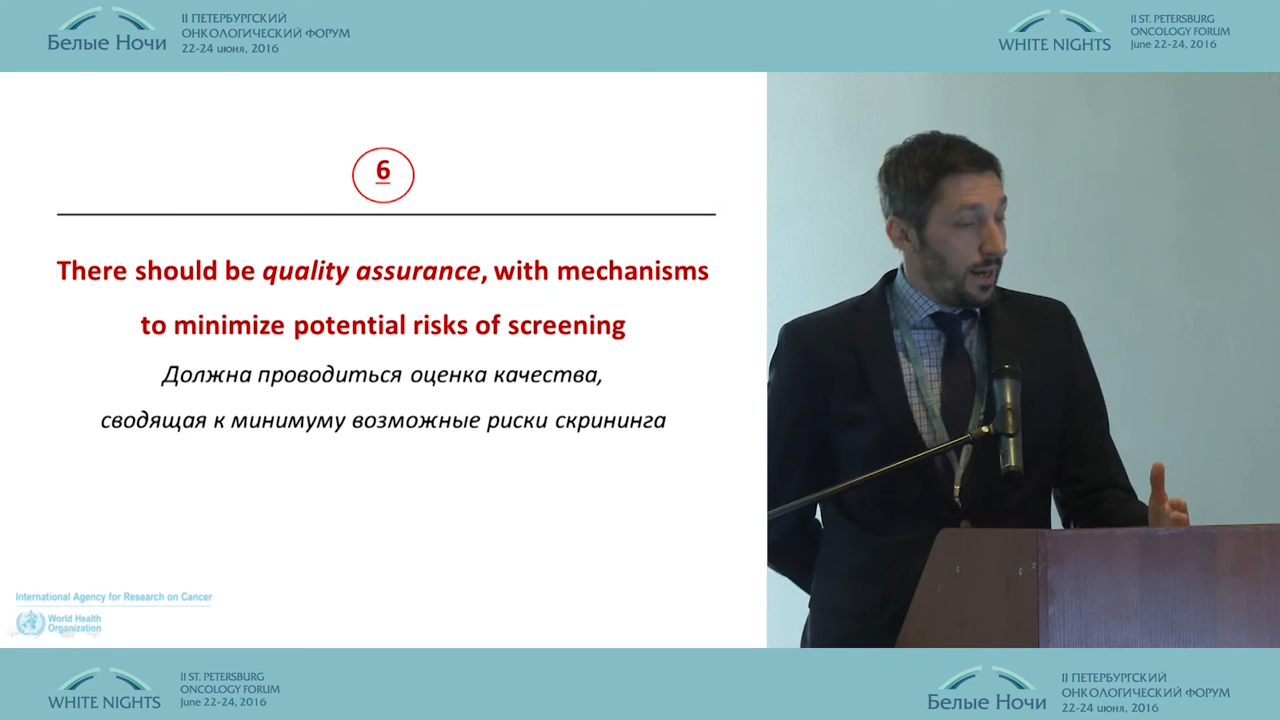 Белые Ночи
II ПЕТЕРБУРГСКИЙ
ОНКОЛОГИЧЕСКИЙ ФОРУМ
22-24 июня, 2016
WHITE NIGHTS
II ST. PETERSBURG
ONCOLOGY FORUM
June 22-24, 2016
6
There should be quality assurance, with mechanisms
to minimize potential risks of screening
Должна проводиться оценка качества,
сводящая к минимуму возможные риски скрининга
International Agency for Research on Cancer
World Health
Organization
WHITE NIGHTS
II ST. PETERSBURG
ONCOLOGY FORUM
June 22-24, 2016
Белые Ночи
II ПЕТЕРБУРГСКИЙ
ОНКОЛОГИЧЕСКИЙ ФОРУМ
22-24 июня, 2016